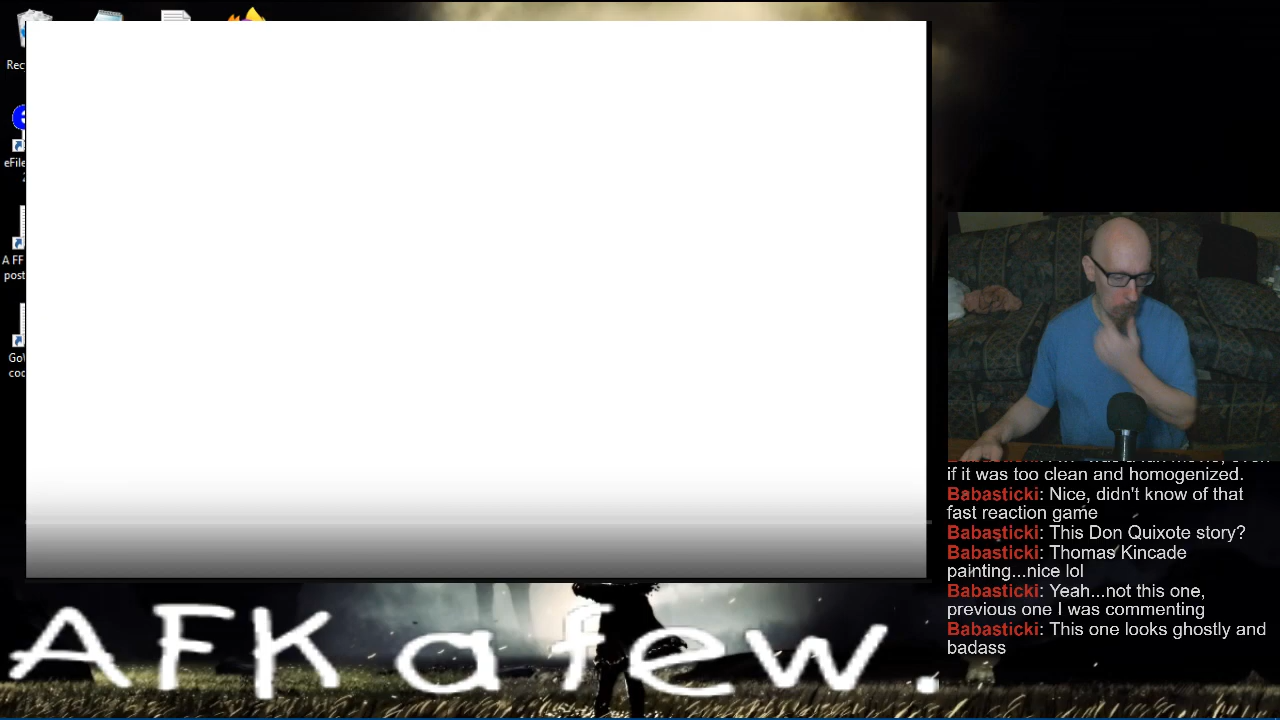 Rec
eFile
A FF
post
Go
coc
AFK a few.
if it was too clean and homogenized.
Babasticki: Nice, didn't know of that
fast reaction game
Babasticki: This Don Quixote story?
Babasticki: Thomas Kincade
painting...nice lol
Babasticki: Yeah...not this one,
previous one I was commenting
Babasticki: This one looks ghostly and
badass